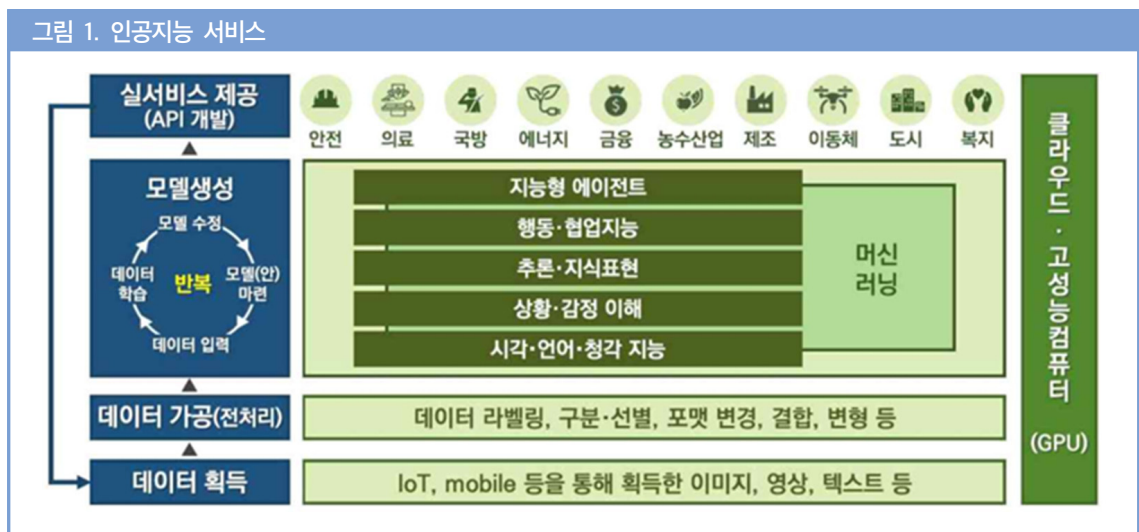 그림 1. 인공지능 서비스
실서비스 제공
(API 개발)
안전
의료
국방
에너지
금융
농수산업
제조
이동체
도시
복지
모델생성
모델 수정
데이터
학습
반복
모델(안)
마련
데이터 입력
지능형 에이전트
행동·협업지능
추론·지식표현
상황·감정 이해
시각·언어·청각 지능
머신
러닝
데이터 가공(전처리)
데이터 라벨링, 구분·선별, 포맷 변경, 결합, 변형 등
데이터 획득
IoT, mobile 등을 통해 획득한 이미지, 영상, 텍스트 등
클라우드·고성능컴퓨터
(GPU)